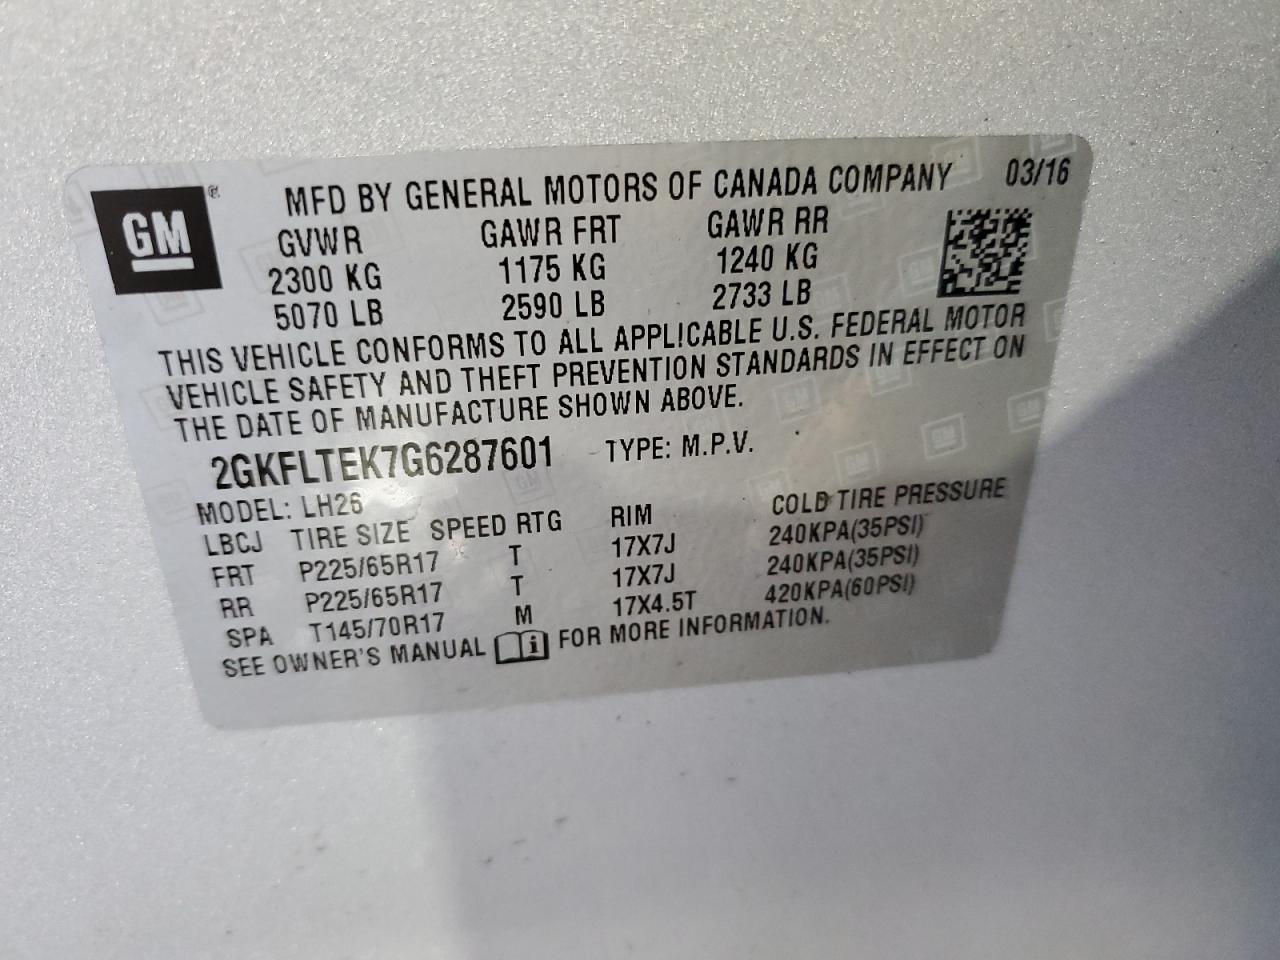 GM ®
MFD BY GENERAL MOTORS OF CANADA COMPANY 03/16
GVWR GAWR FRT GAWR RR
2300 KG 1175 KG 1240 KG
5070 LB 2590 LB 2733 LB
THIS VEHICLE CONFORMS TO ALL APPLICABLE U.S. FEDERAL MOTOR
VEHICLE SAFETY AND THEFT PREVENTION STANDARDS IN EFFECT ON
THE DATE OF MANUFACTURE SHOWN ABOVE.
2GKFLTEK7G6287601 TYPE: M.P.V.
MODEL: LH26
LBCJ TIRE SIZE SPEED RTG RIM COLD TIRE PRESSURE
FRT P225/65R17 T 17X7J 240KPA(35PSI)
RR P225/65R17 T 17X7J 240KPA(35PSI)
SPA T145/70R17 M 17X4.5T 420KPA(60PSI)
SEE OWNER'S MANUAL i FOR MORE INFORMATION.